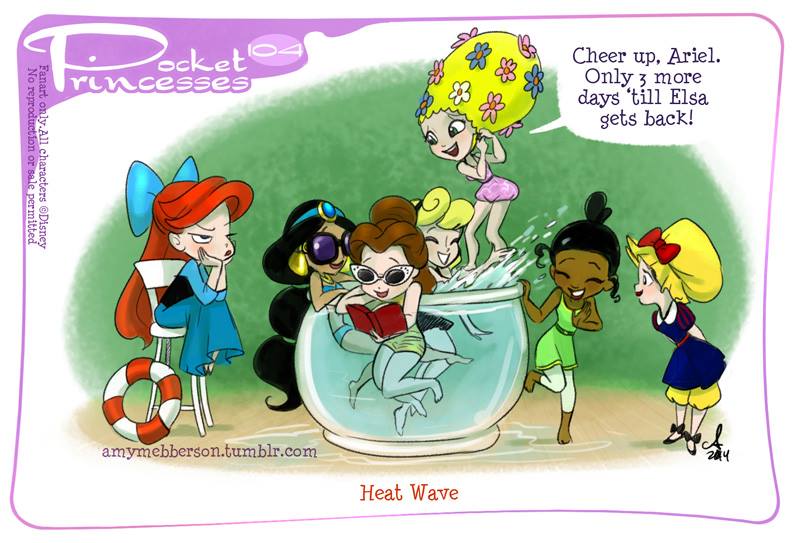 Pocket 104
Princesses
Fanart only. All characters ©Disney
No reproduction or sale permitted
Cheer up, Ariel.
Only 3 more
days 'till Elsa
gets back!
amymebberson.tumblr.com
2014
Heat Wave